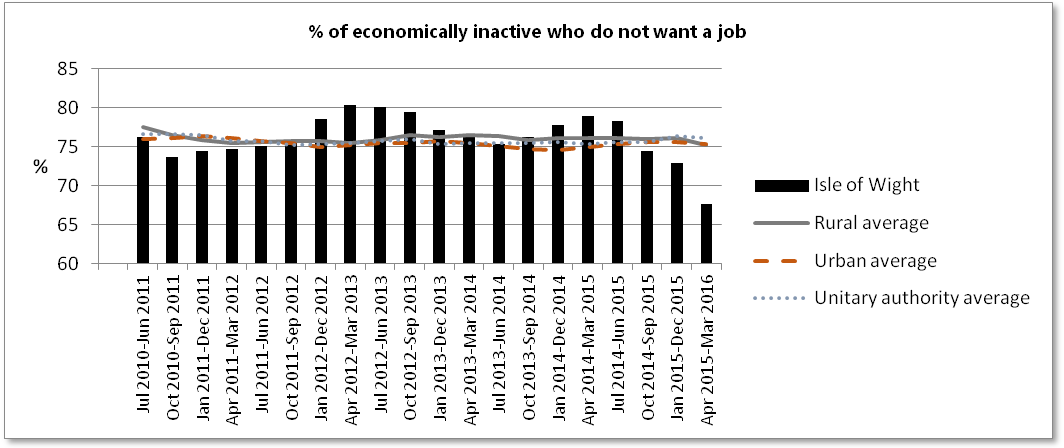 % of economically inactive who do not want a job
85
80
75
70
65
60
%
Jul 2010-Jun 2011
Oct 2010-Sep 2011
Jan 2011-Dec 2011
Apr 2011-Mar 2012
Jul 2011-Jun 2012
Oct 2011-Sep 2012
Jan 2012-Dec 2012
Apr 2012-Mar 2013
Jul 2012-Jun 2013
Oct 2012-Sep 2013
Jan 2013-Dec 2013
Apr 2013-Mar 2014
Jul 2013-Jun 2014
Oct 2013-Sep 2014
Jan 2014-Dec 2014
Apr 2014-Mar 2015
Jul 2014-Jun 2015
Oct 2014-Sep 2015
Jan 2015-Dec 2015
Apr 2015-Mar 2016
Isle of Wight
Rural average
Urban average
Unitary authority average